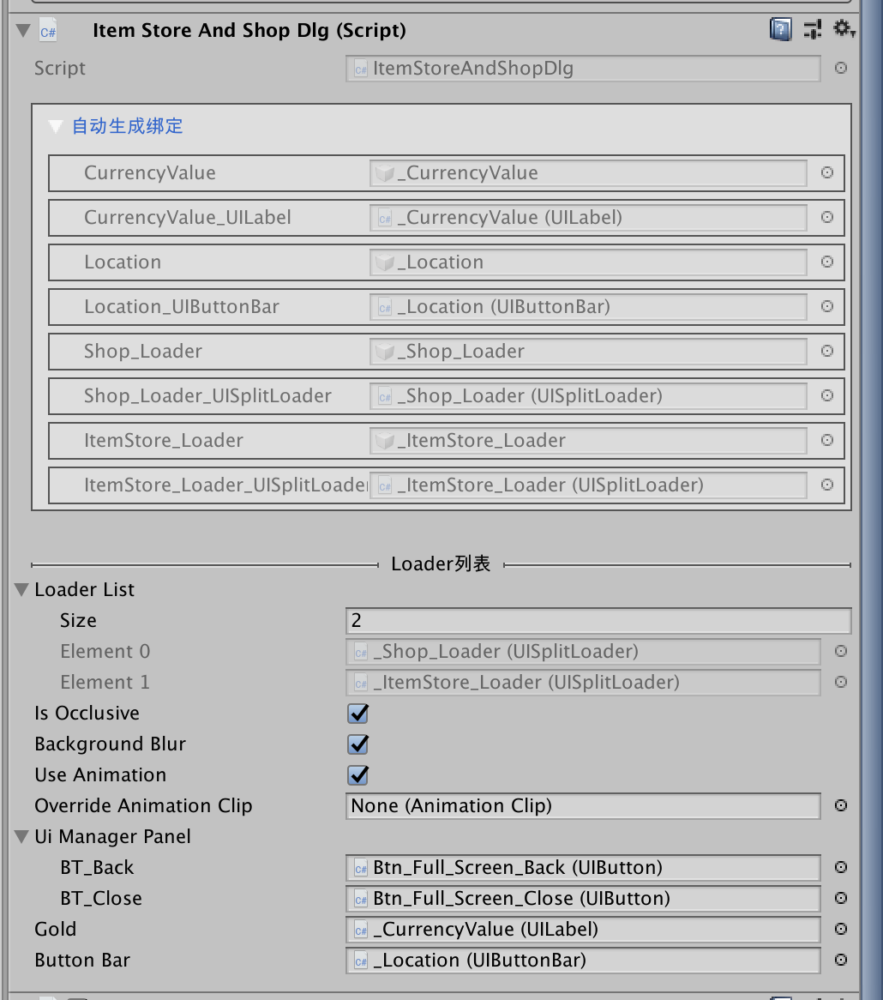 C# Item Store And Shop Dlg (Script)
Script C# ItemStoreAndShopDlg
自动生成绑定
CurrencyValue _CurrencyValue
CurrencyValue_UILabel C# _CurrencyValue (UILabel)
Location _Location
Location_UIButtonBar C# _Location (UIButtonBar)
Shop_Loader _Shop_Loader
Shop_Loader_UISplitLoader C# _Shop_Loader (UISplitLoader)
ItemStore_Loader _ItemStore_Loader
ItemStore_Loader_UISplitLoader C# _ItemStore_Loader (UISplitLoader)
Loader列表
Loader List
Size 2
Element 0 C# _Shop_Loader (UISplitLoader)
Element 1 C# _ItemStore_Loader (UISplitLoader)
Is Occlusive
Background Blur
Use Animation
Override Animation Clip None (Animation Clip)
Ui Manager Panel
BT_Back C# Btn_Full_Screen_Back (UIButton)
BT_Close C# Btn_Full_Screen_Close (UIButton)
Gold C# _CurrencyValue (UILabel)
Button Bar C# _Location (UIButtonBar)